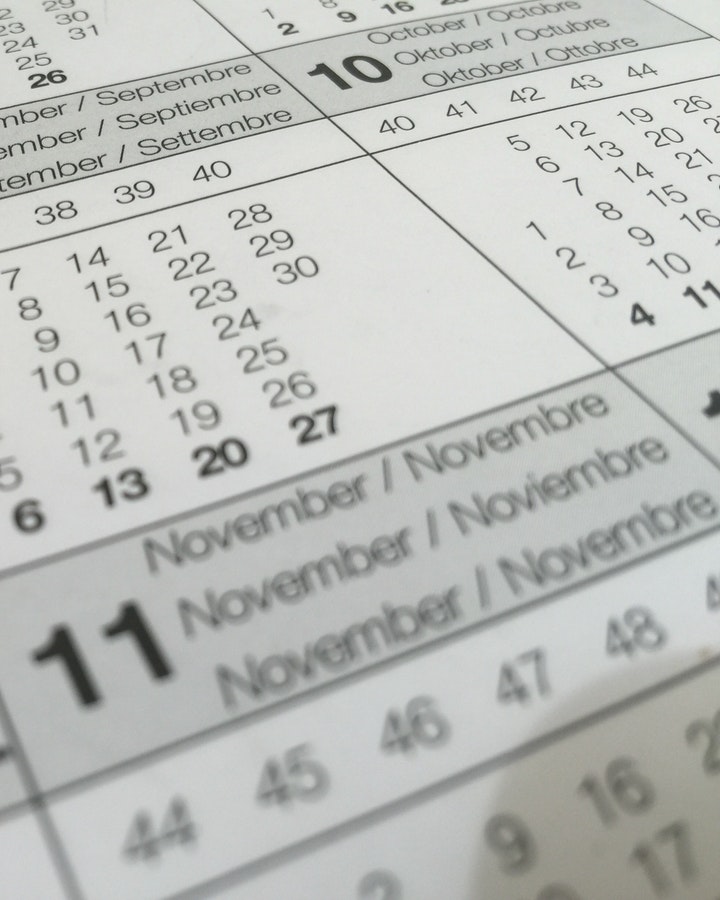 22 29
23 30
24 31
25
26
1 8
2 9 16
mber / Septembre
ember / Septiembre
tember / Settembre
38 39 40
7 14 21 28
8 15 22 29
9 16 23 30
10 17 24
11 18 25
5 12 19 26
6 13 20 27
10
October / Octobre
Oktober / Octubre
Oktober / Ottobre
40 41 42 43 44
5 12 19 26
6 13 20
7 14 21
1 8 15
2 9 16
3 10
4 11
11
November / Novembre
November / Noviembre
November / Novembre
44 45 46 47 48
2 9 16
17